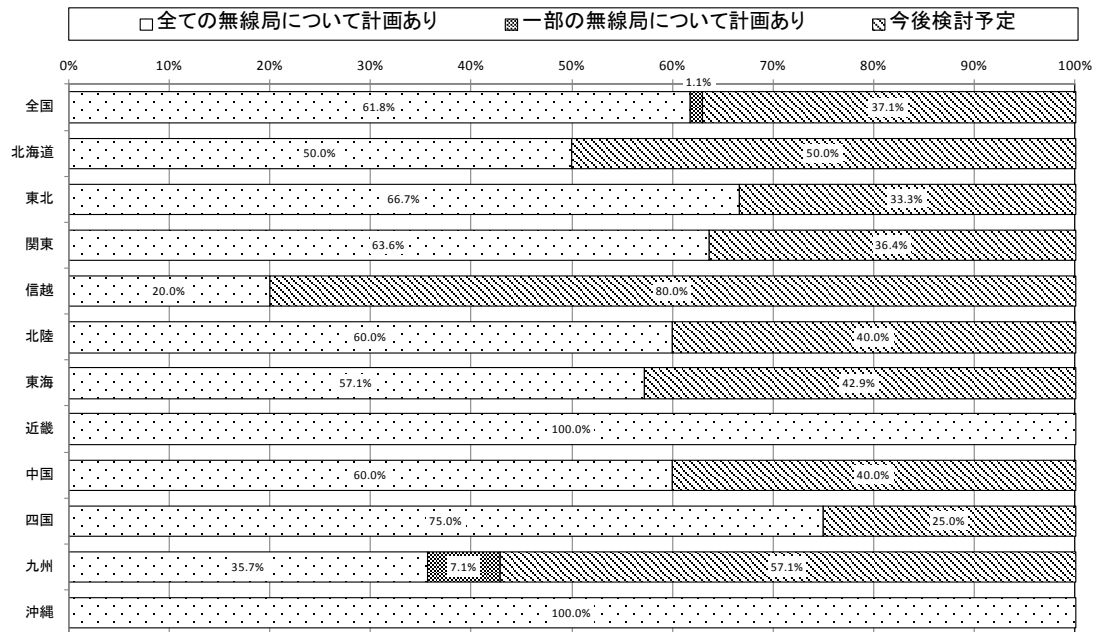 全ての無線局について計画あり 一部の無線局について計画あり 今後検討予定
0% 10% 20% 30% 40% 50% 60% 70% 80% 90% 100%
1.1%
全国 61.8% 37.1%
北海道 50.0% 50.0%
東北 66.7% 33.3%
関東 63.6% 36.4%
信越 20.0% 80.0%
北陸 60.0% 40.0%
東海 57.1% 42.9%
近畿 100.0%
中国 60.0% 40.0%
四国 75.0% 25.0%
九州 35.7% 7.1% 57.1%
沖縄 100.0%